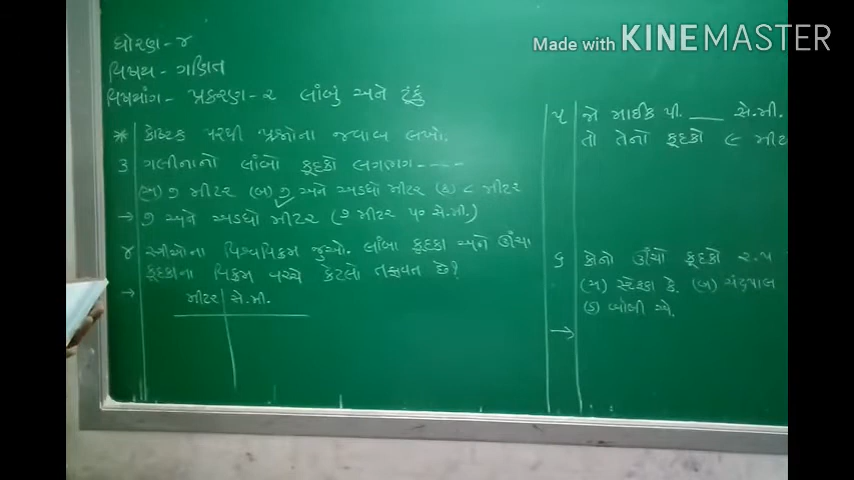 Made with KINEMASTER
ધોરણ - ૪
વિષય - ગણિત
વિષયાંગ - પ્રકરણ - ૨ લાંબુ અને ટૂંકું
* કોષ્ટક પરથી પ્રશ્નોના જવાબ લખો.
૩ ગલીનાનો લાંબો કૂદકો લગભગ ----
(અ) ૭ મીટર (બ) ૭ અને અડધો મીટર (ક) ૮ મીટર
→ ૭ અને અડધો મીટર (૭ મીટર ૫૦ સે.મી.)
૪ સ્ત્રીઓના વિશ્વવિક્રમ જુઓ. લાંબા કૂદકા અને ઊંચા
કૂદકાના વિક્રમ વચ્ચે કેટલો તફાવત છે?
→ મીટર સે.મી.
૫ જો માઈક પી. ___ સે.મી.
તો તેનો કૂદકો ૯ મીટ
૬ કોનો ઊંચો કૂદકો ૨.૫
(અ) સ્ટેફકા કે. (બ) ચંદ્રપાલ
(ક) બોબી એ.
→